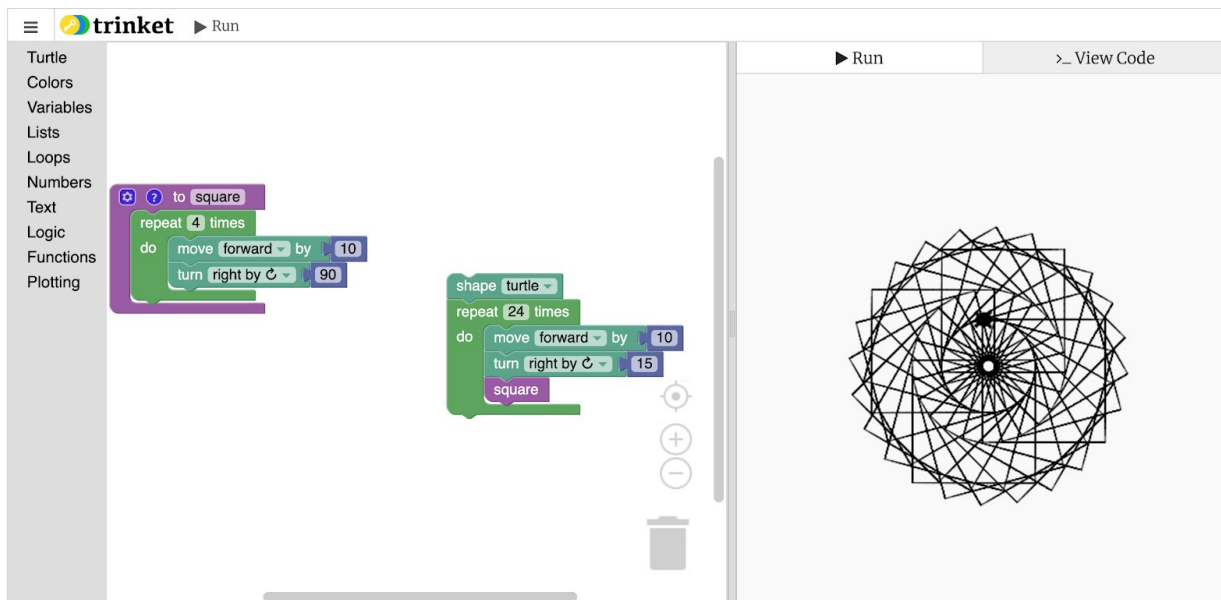 trinket Run
Run >_ View Code
Turtle
Colors
Variables
Lists
Loops
Numbers
Text
Logic
Functions
Plotting
? to square
repeat 4 times
do move forward by 10
turn right by 90
shape turtle
repeat 24 times
do move forward by 10
turn right by 15
square